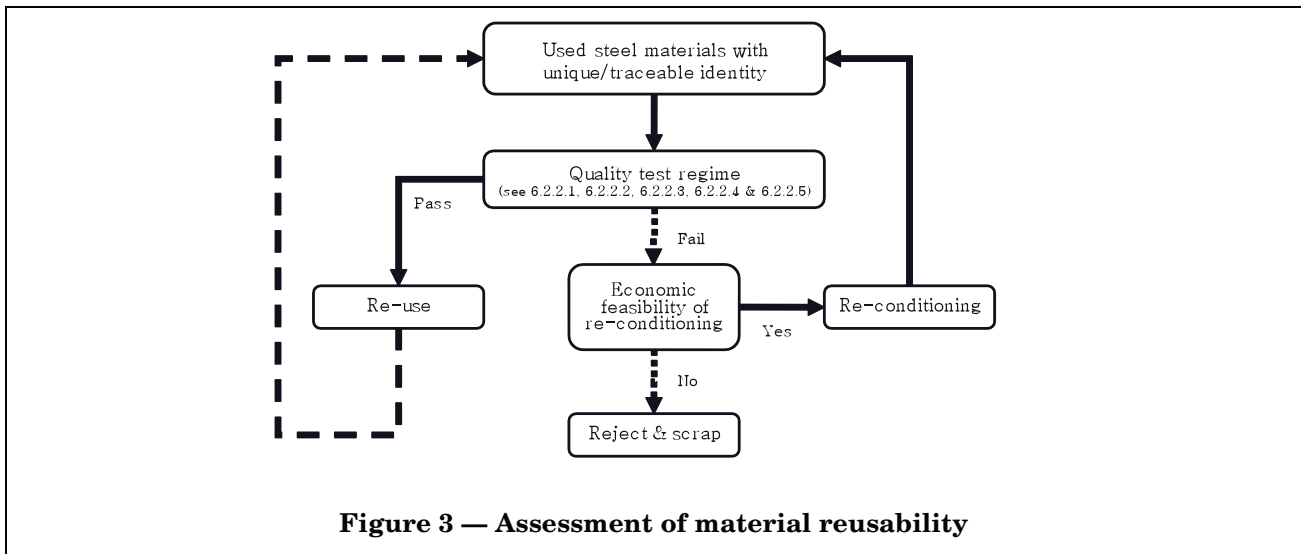 Used steel materials with
unique/traceable identity
Quality test regime
(see 6.2.2.1, 6.2.2.2, 6.2.2.3, 6.2.2.4 & 6.2.2.5)
Pass
Fail
Re-use
Economic
feasibility of
re-conditioning
Yes
Re-conditioning
No
Reject & scrap
Figure 3 — Assessment of material reusability